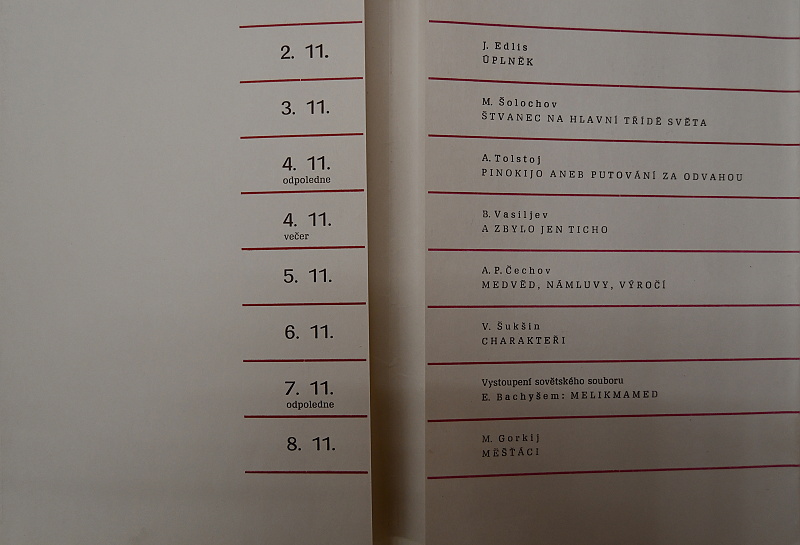 2. 11.
J. Edlis
ÚPLNĚK
3. 11.
M. Šolochov
ŠTVANEC NA HLAVNÍ TŘÍDĚ SVĚTA
4. 11.
odpoledne
A. Tolstoj
PINOKIJO ANEB PUTOVÁNÍ ZA ODVAHOU
4. 11.
večer
B. Vasiljev
A ZBYLO JEN TICHO
5. 11.
A. P. Čechov
MEDVĚD, NÁMLUVY, VÝROČÍ
6. 11.
V. Šukšin
CHARAKTEŘI
7. 11.
odpoledne
Vystoupení sovětského souboru
E. Bachyšem: MELIKMAMED
8. 11.
M. Gorkij
MĚŠŤÁCI